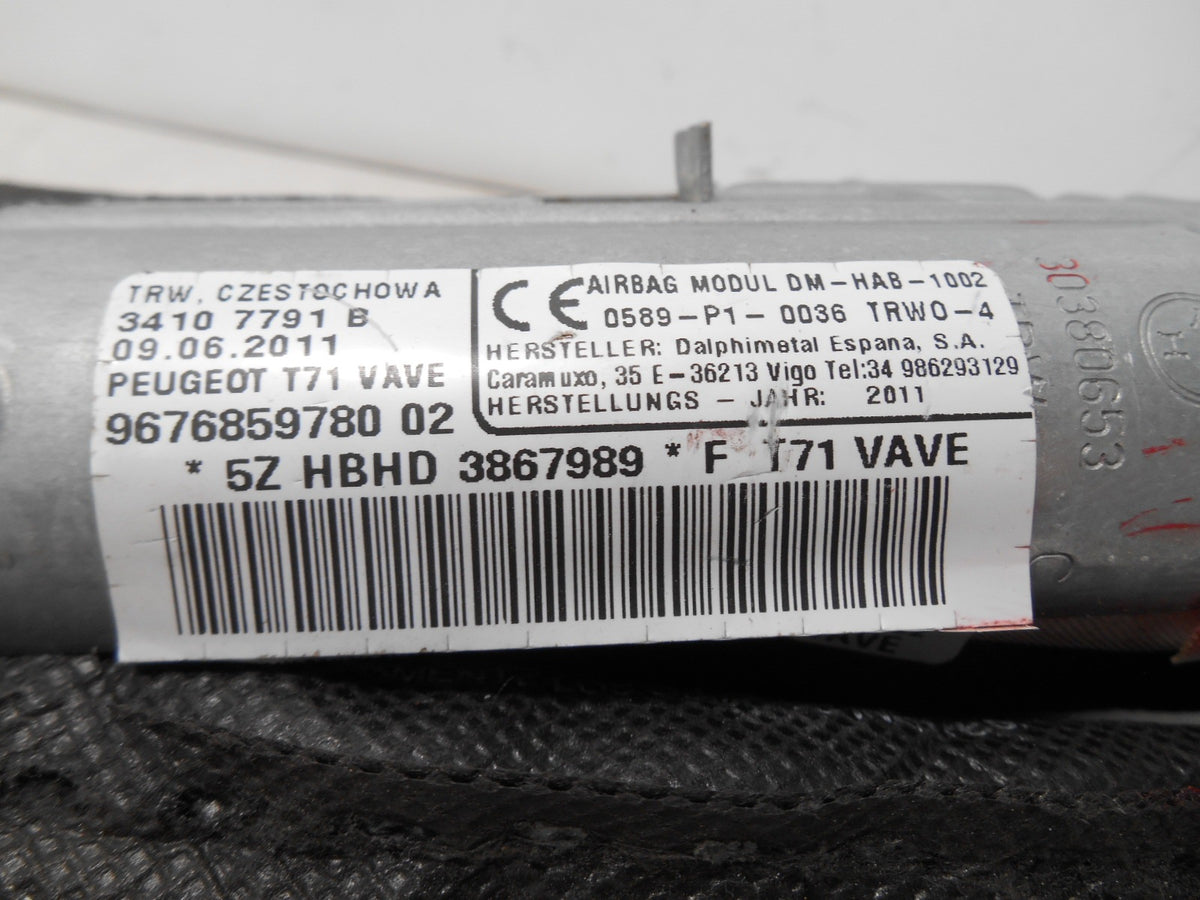 TRW, CZESTOCHOWA
3410 7791 B
09.06.2011
PEUGEOT T71 VAVE
9676859780 02
CE AIRBAG MODUL DM-HAB-1002
0589-P1-0036 TRWO-4
HERSTELLER: Dalphimetal Espana, S.A.
Caramuxo, 35 E-36213 Vigo Tel:34 986293129
HERSTELLUNGS - JAHR: 2011
* 5Z HBHD 3867989 * F T71 VAVE
30380653
H
C
VAVE